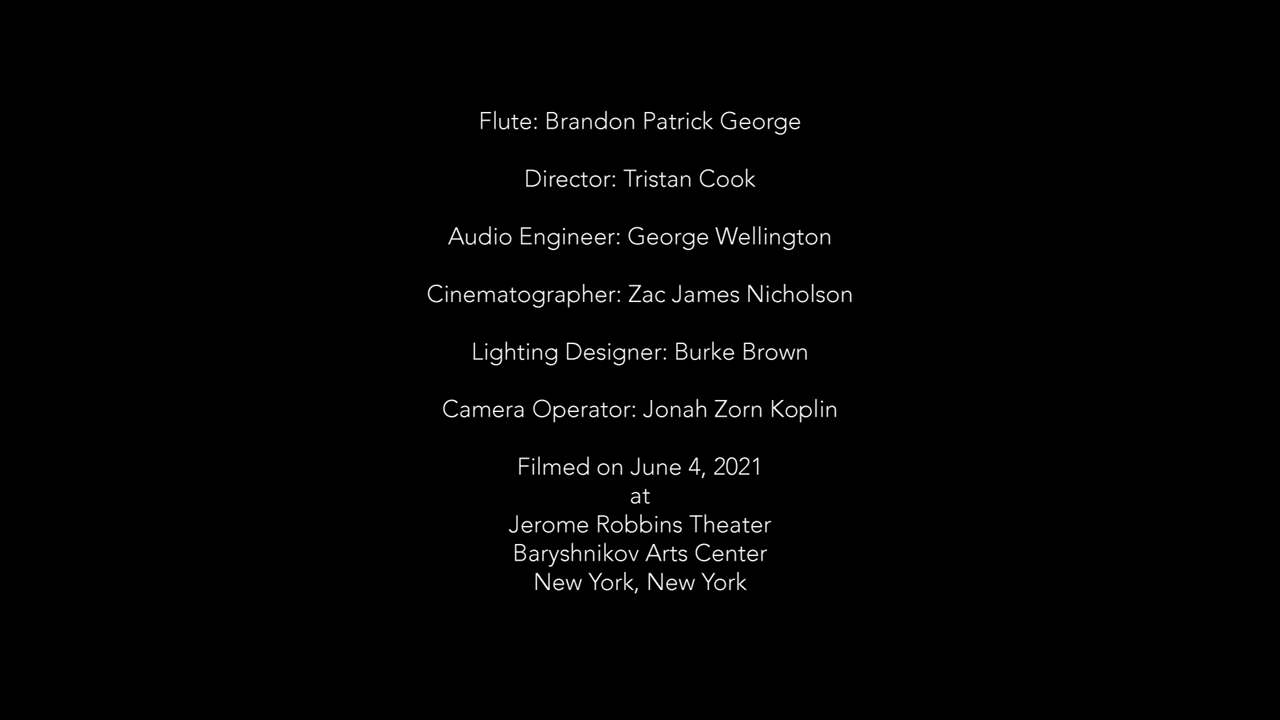 Flute: Brandon Patrick George
Director: Tristan Cook
Audio Engineer: George Wellington
Cinematographer: Zac James Nicholson
Lighting Designer: Burke Brown
Camera Operator: Jonah Zorn Koplin
Filmed on June 4, 2021
at
Jerome Robbins Theater
Baryshnikov Arts Center
New York, New York